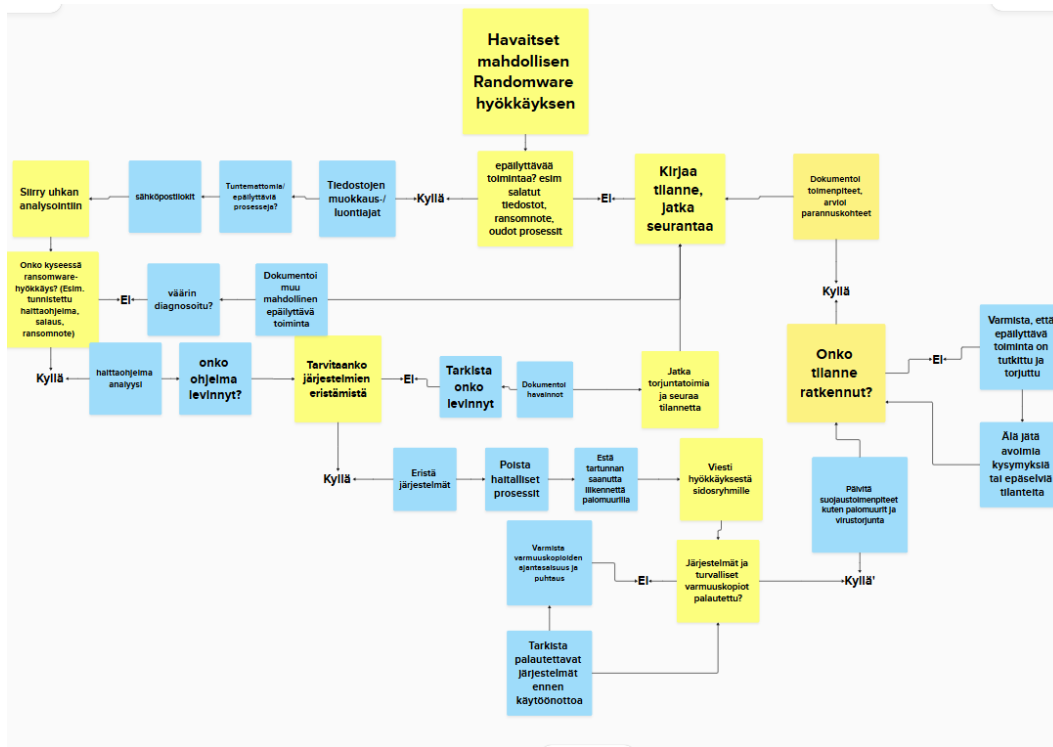 Havaitset
mahdollisen
Randomware
hyökkäyksen
epäilyttävää
toimintaa? esim
salatut
tiedostot,
ransomnote,
oudot prosessit
Ei
Kirjaa
tilanne,
jatka
seurantaa
Dokumentoi
toimenpiteet,
arvioi
parannuskohteet
Kyllä
Tiedostojen
muokkaus-/
luontiajat
Tuntemattomia/
epäilyttäviä
prosesseja?
sähköpostilokit
Siirry uhkan
analysointiin
Onko kyseessä
ransomware-
hyökkäys? (Esim.
tunnistettu
haittaohjelma,
salaus,
ransomnote)
Ei
väärin
diagnosoitu?
Dokumentoi
muu
mahdollinen
epäilyttävä
toiminta
Kyllä
haittaohjelma
analyysi
onko
ohjelma
levinnyt?
Tarvitaanko
järjestelmien
eristämistä
Ei
Tarkista
onko
levinnyt
Dokumentoi
havainnot
Jatka
torjuntatoimia
ja seuraa
tilannetta
Kyllä
Onko
tilanne
ratkennut?
Ei
Varmista, että
epäilyttävä
toiminta on
tutkittu ja
torjuttu
Älä jätä
avoimia
kysymyksiä
tai epäselviä
tilanteita
Kyllä
Eristä
järjestelmät
Poista
haitalliset
prosessit
Estä
tartunnan
saanutta
liikennettä
palomuurilla
Viesti
hyökkäyksestä
sidosryhmille
Päivitä
suojaustoimenpiteet
kuten palomuurit ja
virustorjunta
Varmista
varmuuskopioiden
ajantasaisuus ja
puhtaus
Ei
Järjestelmät ja
turvalliset
varmuuskopiot
palautettu?
Kyllä'
Tarkista
palautettavat
järjestelmät
ennen
käytöönottoa